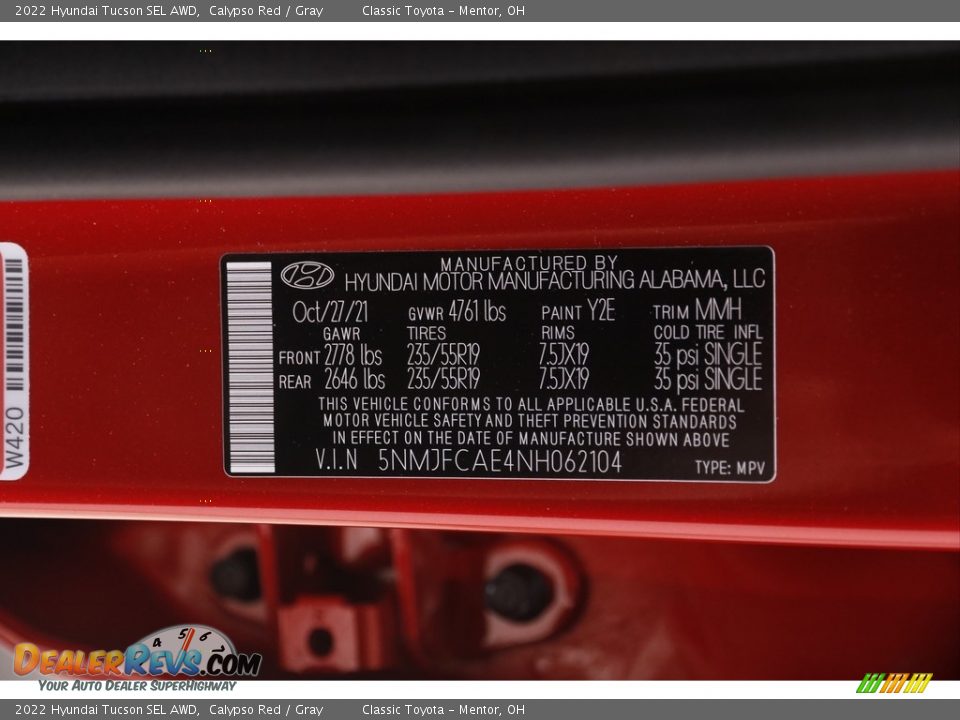 2022 Hyundai Tucson SEL AWD, Calypso Red / Gray Classic Toyota - Mentor, OH
W420
MANUFACTURED BY
HYUNDAI MOTOR MANUFACTURING ALABAMA, LLC
Oct/27/21 GVWR 4761 lbs PAINT Y2E TRIM MMH
GAWR TIRES RIMS COLD TIRE INFL
FRONT 2778 lbs 235/55R19 7.5JX19 35 psi SINGLE
REAR 2646 lbs 235/55R19 7.5JX19 35 psi SINGLE
THIS VEHICLE CONFORMS TO ALL APPLICABLE U.S.A. FEDERAL
MOTOR VEHICLE SAFETY AND THEFT PREVENTION STANDARDS
IN EFFECT ON THE DATE OF MANUFACTURE SHOWN ABOVE
V.I.N 5NMJFCAE4NH062104 TYPE: MPV
4 5 6
DEALERREVS.COM
YOUR AUTO DEALER SUPERHIGHWAY
2022 Hyundai Tucson SEL AWD, Calypso Red / Gray Classic Toyota - Mentor, OH